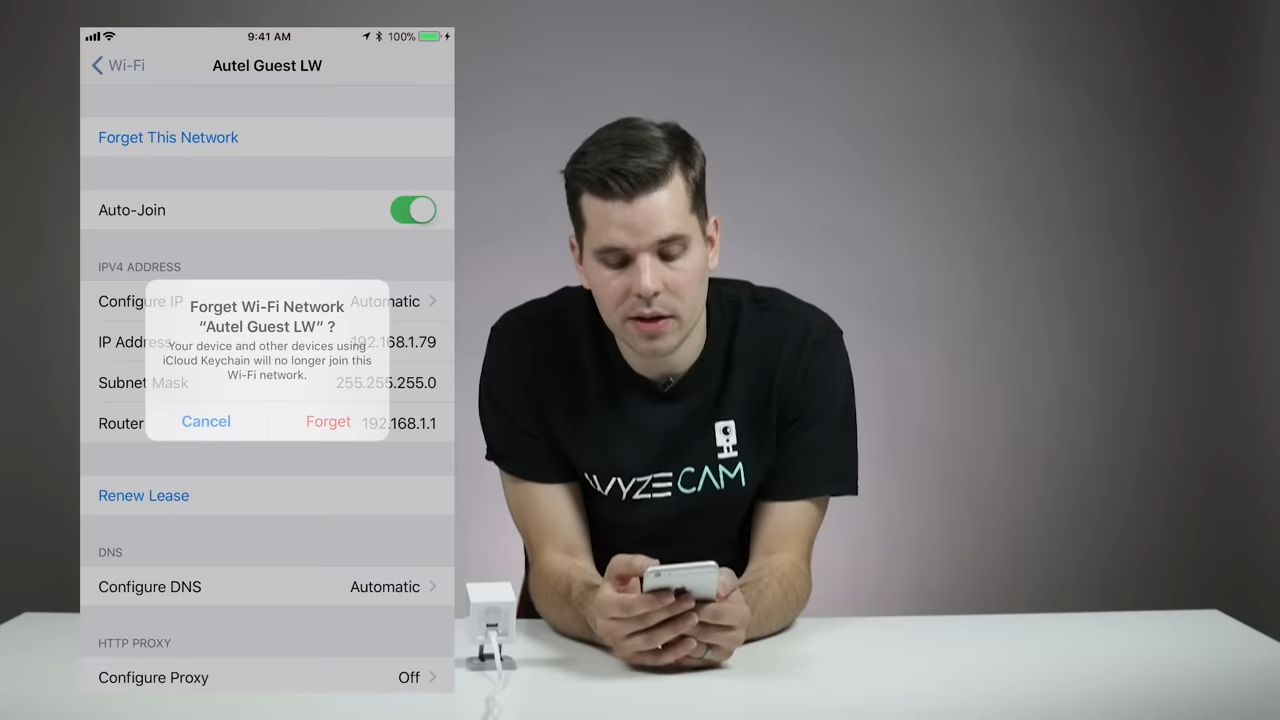 9:41 AM
100%
Wi-Fi
Autel Guest LW
Forget This Network
Auto-Join
IPV4 ADDRESS
Configure IP
Automatic
Forget Wi-Fi Network
“Autel Guest LW” ?
IP Address
192.168.1.79
Your device and other devices using
iCloud Keychain will no longer join this
Wi-Fi network.
Subnet Mask
255.255.255.0
Cancel
Forget
Router
192.168.1.1
Renew Lease
DNS
Configure DNS
Automatic
HTTP PROXY
Configure Proxy
Off
WYZECAM